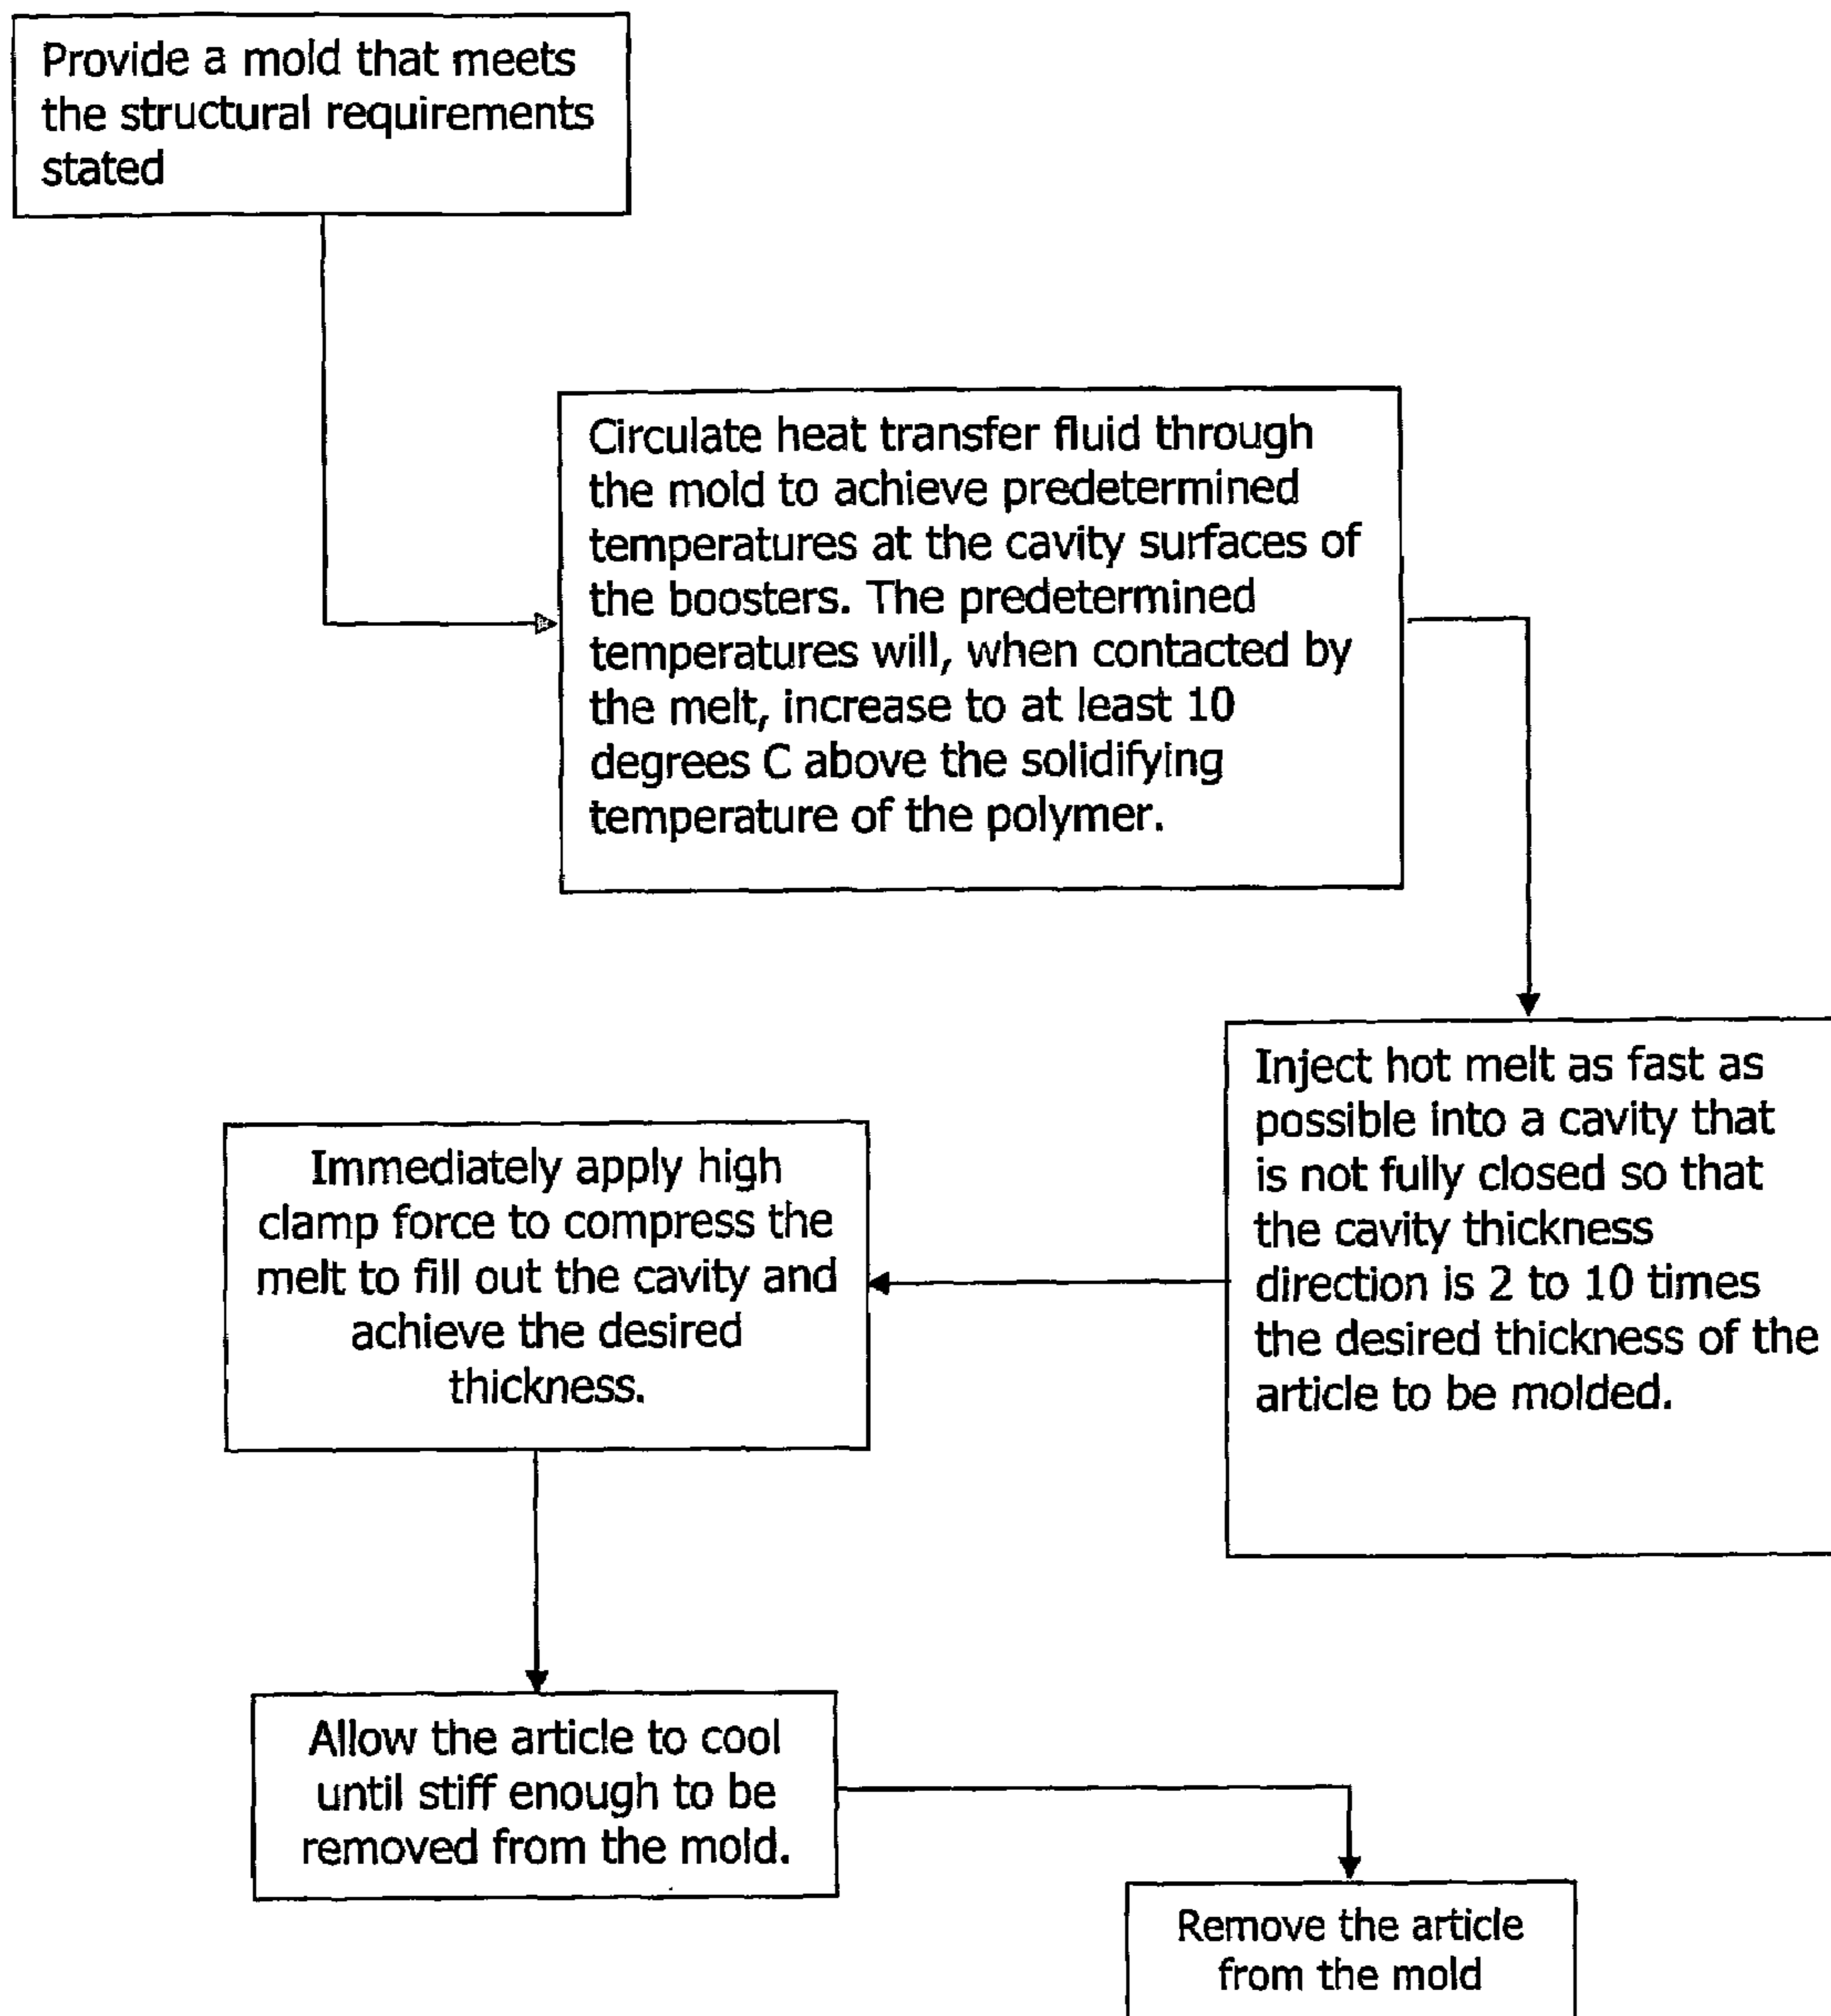 Provide a mold that meets
the structural requirements
stated
Circulate heat transfer fluid through
the mold to achieve predetermined
temperatures at the cavity surfaces of
the boosters. The predetermined
temperatures will, when contacted by
the melt, increase to at least 10
degrees C above the solidifying
temperature of the polymer.
Inject hot melt as fast as
possible into a cavity that
is not fully closed so that
the cavity thickness
direction is 2 to 10 times
the desired thickness of the
article to be molded.
Immediately apply high
clamp force to compress the
melt to fill out the cavity and
achieve the desired
thickness.
Allow the article to cool
until stiff enough to be
removed from the mold.
Remove the article
from the mold